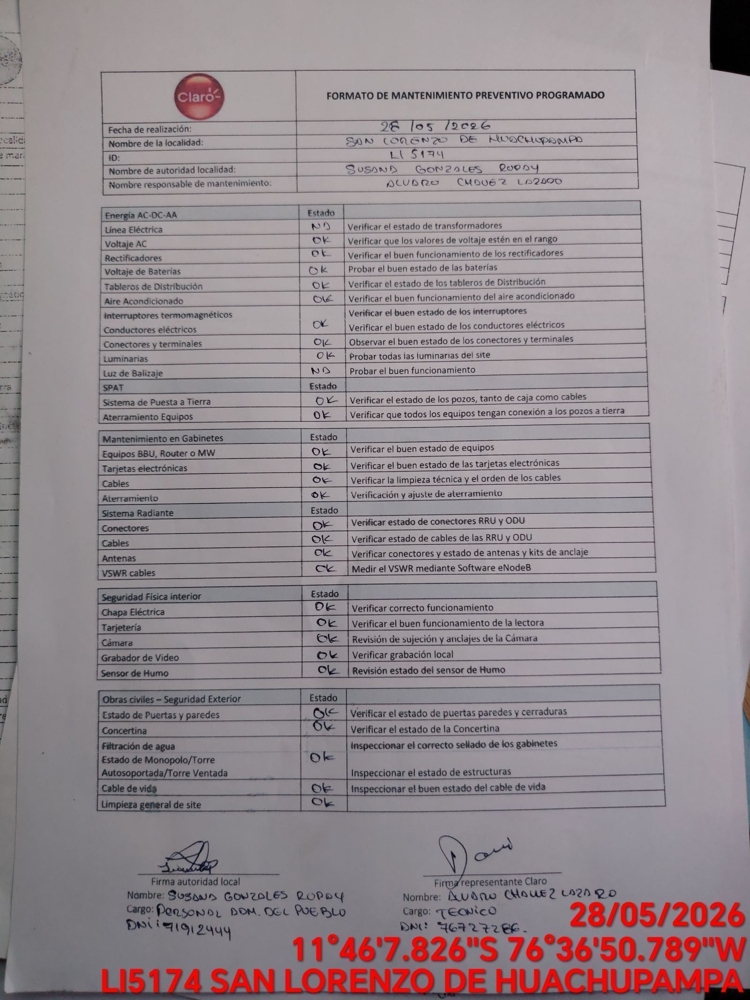 Claro
FORMATO DE MANTENIMIENTO PREVENTIVO PROGRAMADO
Fecha de realización: 28/05/2026
Nombre de la localidad: SAN LORENZO DE HUACHUPAMPA
ID: LI 5174
Nombre de autoridad localidad: SUSANA GONZALES RUPAY
Nombre responsable de mantenimiento: ALVARO CHAVEZ LAZARO
Energía AC-DC-AA Estado
Línea Eléctrica NA Verificar el estado de transformadores
Voltaje AC OK Verificar que los valores de voltaje estén en el rango
Rectificadores OK Verificar el buen funcionamiento de los rectificadores
Voltaje de Baterías OK Probar el buen estado de las baterías
Tableros de Distribución OK Verificar el estado de los tableros de Distribución
Aire Acondicionado OK Verificar el buen funcionamiento del aire acondicionado
Interruptores termomagnéticos Verificar el buen estado de los interruptores
Conductores eléctricos OK Verificar el buen estado de los conductores eléctricos
Conectores y terminales OK Observar el buen estado de los conectores y terminales
Luminarias OK Probar todas las luminarias del site
Luz de Balizaje NA Probar el buen funcionamiento
SPAT Estado
Sistema de Puesta a Tierra OK Verificar el estado de los pozos, tanto de caja como cables
Aterramiento Equipos OK Verificar que todos los equipos tengan conexión a los pozos a tierra
Mantenimiento en Gabinetes Estado
Equipos BBU, Router o MW OK Verificar el buen estado de equipos
Tarjetas electrónicas OK Verificar el buen estado de las tarjetas electrónicas
Cables OK Verificar la limpieza técnica y el orden de los cables
Aterramiento OK Verificación y ajuste de aterramiento
Sistema Radiante Estado
Conectores OK Verificar estado de conectores RRU y ODU
Cables OK Verificar estado de cables de las RRU y ODU
Antenas OK Verificar conectores y estado de antenas y kits de anclaje
VSWR cables OK Medir el VSWR mediante Software eNodeB
Seguridad Física interior Estado
Chapa Eléctrica OK Verificar correcto funcionamiento
Tarjetería OK Verificar el buen funcionamiento de la lectora
Cámara OK Revisión de sujeción y anclajes de la Cámara
Grabador de Video OK Verificar grabación local
Sensor de Humo OK Revisión estado del sensor de Humo
Obras civiles – Seguridad Exterior Estado
Estado de Puertas y paredes OK Verificar el estado de puertas paredes y cerraduras
Concertina OK Verificar el estado de la Concertina
Filtración de agua Inspeccionar el correcto sellado de los gabinetes
Estado de Monopolo/Torre OK
Autosoportada/Torre Ventada Inspeccionar el estado de estructuras
Cable de vida OK Inspeccionar el buen estado del cable de vida
Limpieza general de site OK
Firma autoridad local Firma representante Claro
Nombre: SUSANA GONZALES RUPAY Nombre: ALVARO CHAVEZ LAZARO
Cargo: PERSONAL ADM. DEL PUEBLO Cargo: TECNICO
DNI: 71912444 DNI:
28/05/2026
11°46'7.826"S 76°36'50.789"W
LI5174 SAN LORENZO DE HUACHUPAMPA